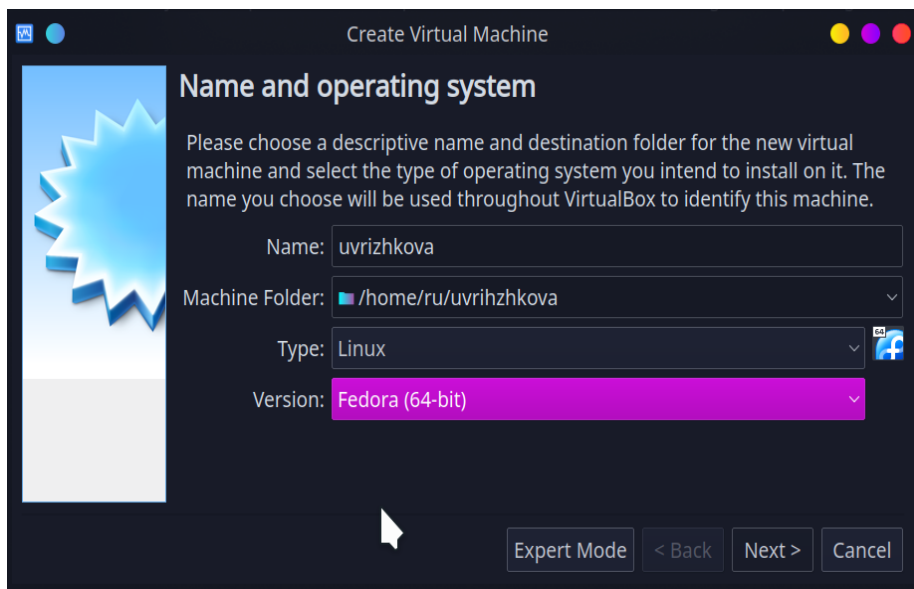 Create Virtual Machine
Name and operating system
Please choose a descriptive name and destination folder for the new virtual
machine and select the type of operating system you intend to install on it. The
name you choose will be used throughout VirtualBox to identify this machine.
Name: uvrizhkova
Machine Folder: /home/ru/uvrihzhkova
Type: Linux
64
Version: Fedora (64-bit)
Expert Mode < Back Next > Cancel